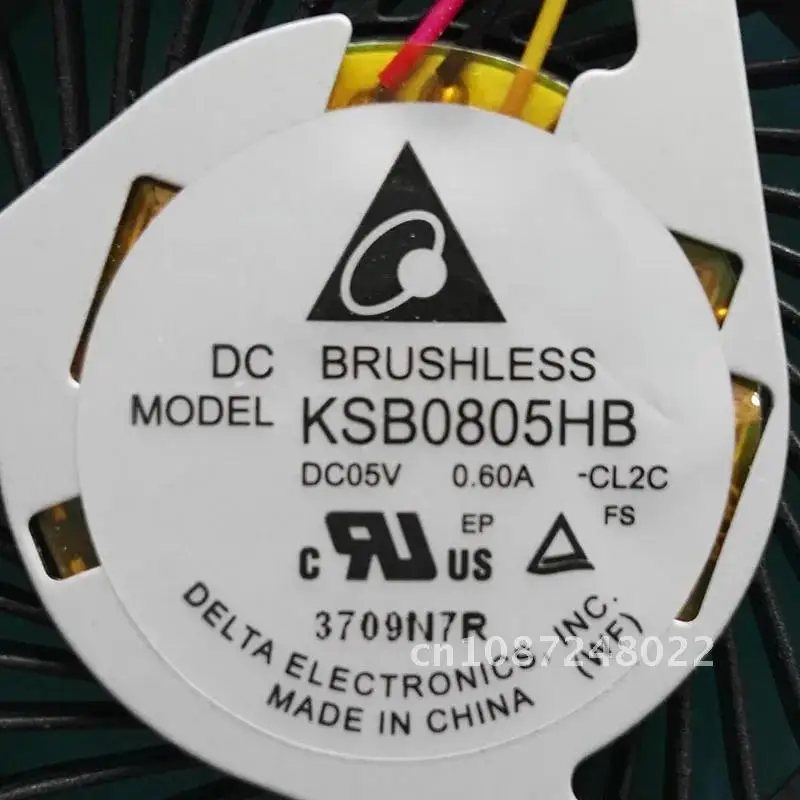 DC BRUSHLESS
MODEL KSB0805HB
DC05V 0.60A -CL2C
EP FS
C US
3709N7R
DELTA ELECTRONICS, INC.
(WF)
MADE IN CHINA
cn1087248022